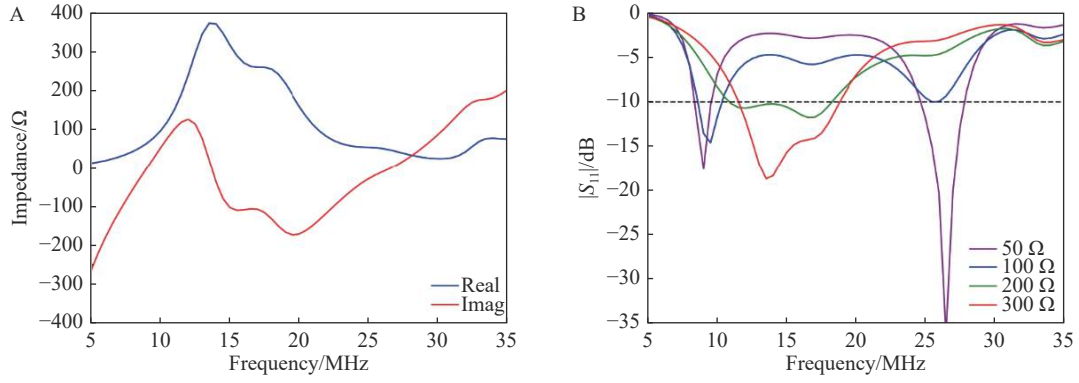 A
400
300
200
100
0
−100
−200
−300
−400
Impedance/Ω
Real
Imag
5
10
15
20
25
30
35
Frequency/MHz
B
0
−5
−10
−15
−20
−25
−30
−35
|S11|/dB
50 Ω
100 Ω
200 Ω
300 Ω
5
10
15
20
25
30
35
Frequency/MHz